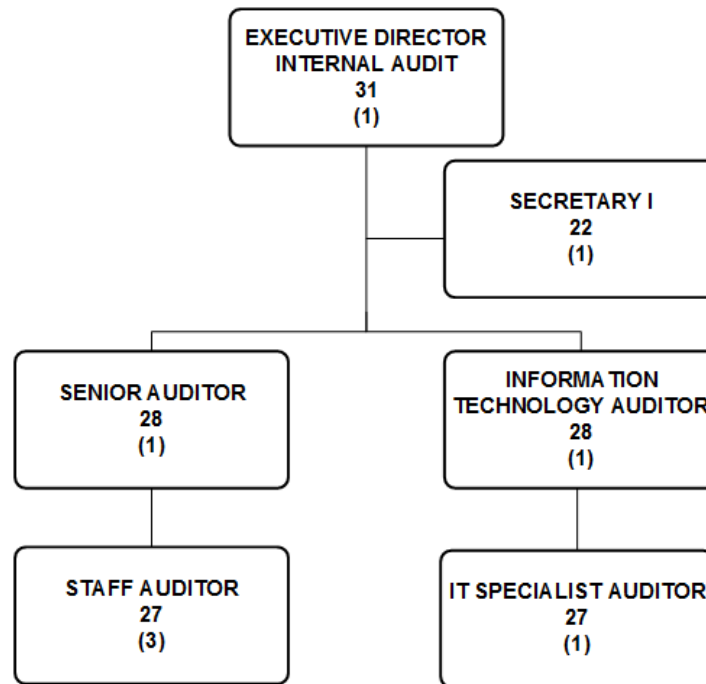 EXECUTIVE DIRECTOR
INTERNAL AUDIT
31
(1)
SECRETARY I
22
(1)
SENIOR AUDITOR
28
(1)
INFORMATION
TECHNOLOGY AUDITOR
28
(1)
STAFF AUDITOR
27
(3)
IT SPECIALIST AUDITOR
27
(1)